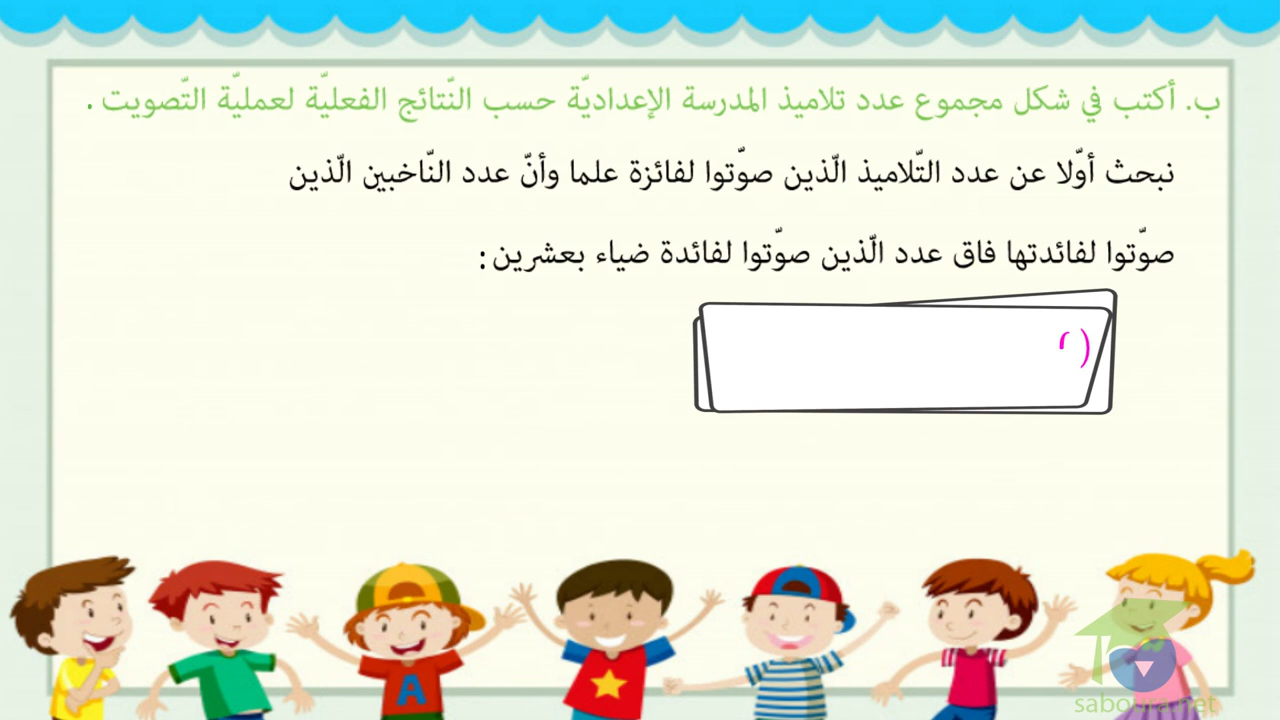 ب. أكتب في شكل مجموع عدد تلاميذ المدرسة الإعداديّة حسب النّتائج الفعليّة لعمليّة التّصويت .
نبحث أوّلا عن عدد التّلاميذ الّذين صوّتوا لفائزة علما وأنّ عدد النّاخبين الّذين
صوّتوا لفائدتها فاق عدد الّذين صوّتوا لفائدة ضياء بعشرين :
A
saboura.net